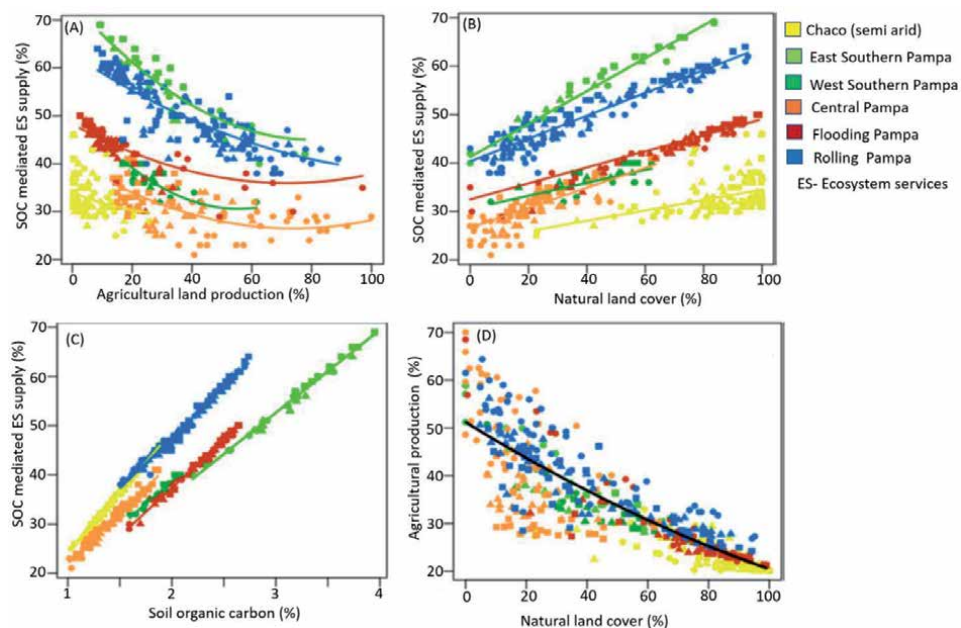 (A)
SOC mediated ES supply (%)
70
60
50
40
30
20
0
20
40
60
80
100
Agricultural land production (%)
(B)
SOC mediated ES supply (%)
70
60
50
40
30
20
0
20
40
60
80
100
Natural land cover (%)
Chaco (semi arid)
East Southern Pampa
West Southern Pampa
Central Pampa
Flooding Pampa
Rolling Pampa
ES- Ecosystem services
(C)
SOC mediated ES supply (%)
70
60
50
40
30
20
1
2
3
4
Soil organic carbon (%)
(D)
Agricultural production (%)
70
60
50
40
30
20
0
20
40
60
80
100
Natural land cover (%)